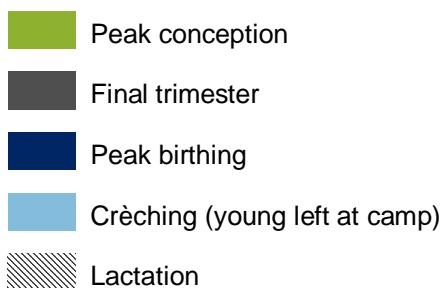 Peak conception
Final trimester
Peak birthing
Crèching (young left at camp)
Lactation